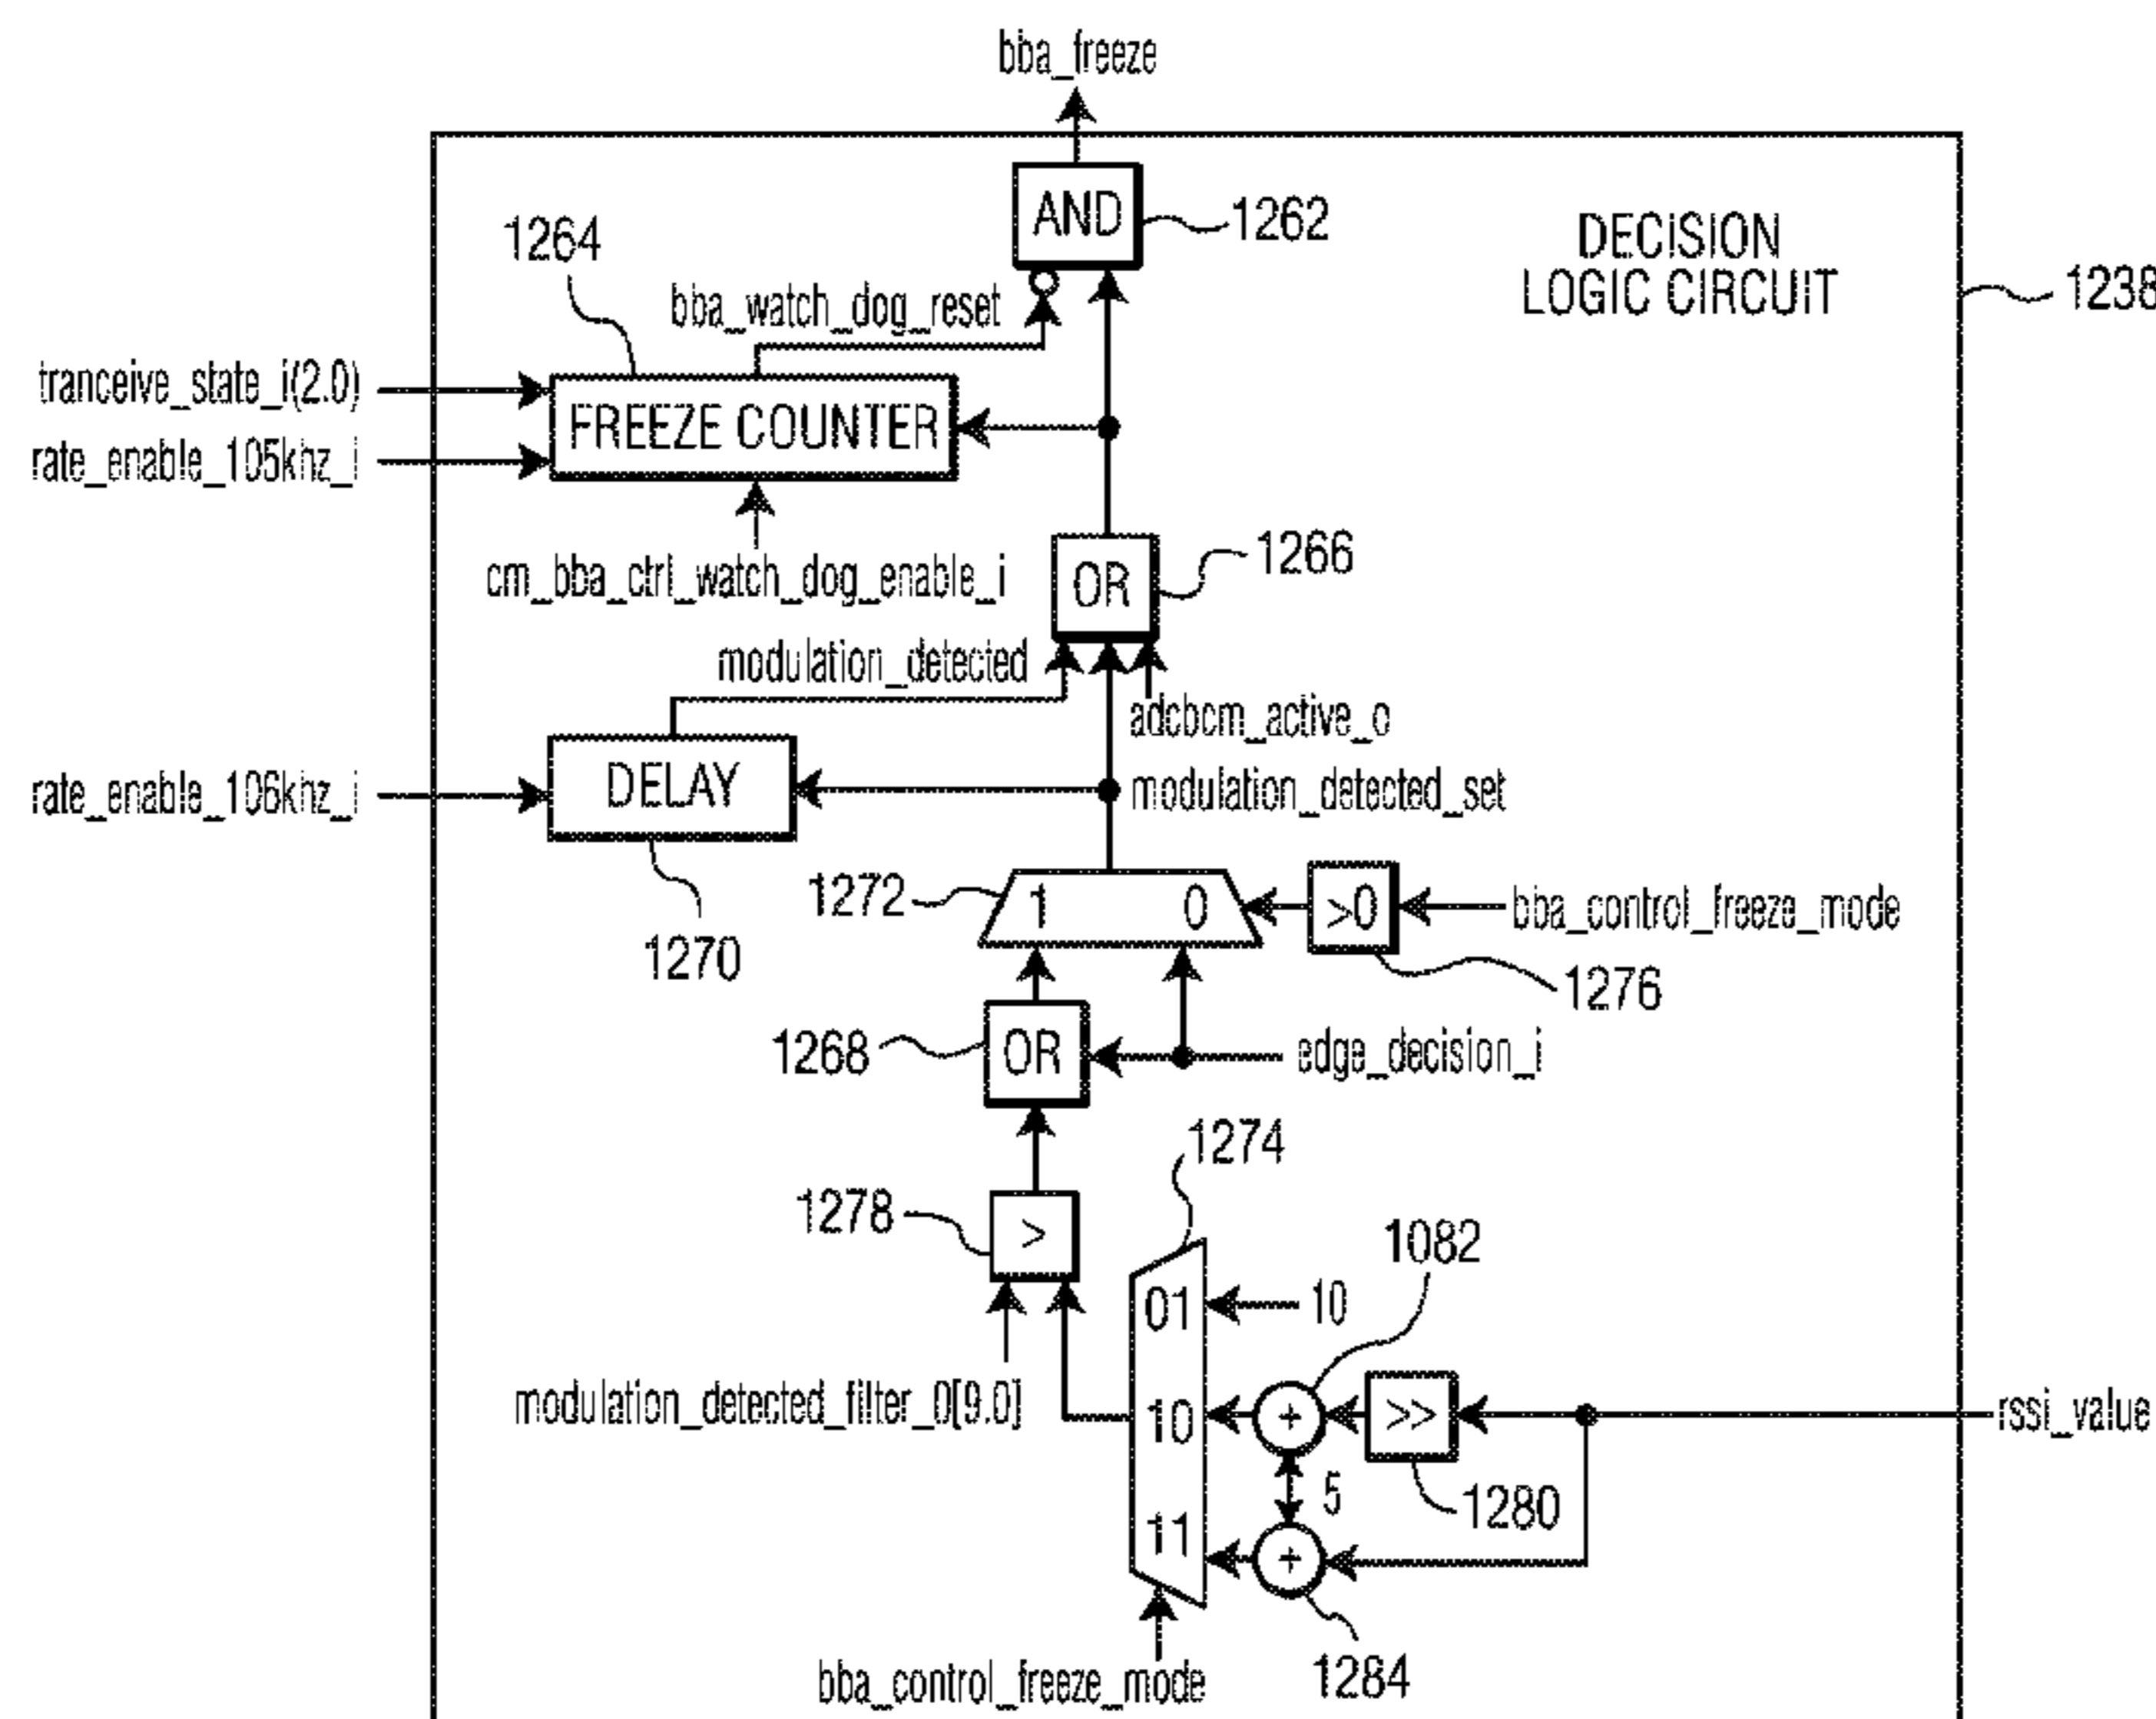 bba_freeze
AND
1262
DECISION
LOGIC CIRCUIT
1238
1264
bba_watch_dog_reset
tranceive_state_i(2.0)
FREEZE COUNTER
rate_enable_105khz_i
cm_bba_ctrl_watch_dog_enable_i
OR
1266
modulation_detected
adcbcm_active_o
DELAY
rate_enable_106khz_i
modulation_detected_set
1270
1272
1
0
>0
bba_control_freeze_mode
1276
1268
OR
edge_decision_i
1274
1278
>
1082
01
10
modulation_detected_filter_0[9.0]
10
+
>>
rssi_value
5
1280
11
+
bba_control_freeze_mode
1284